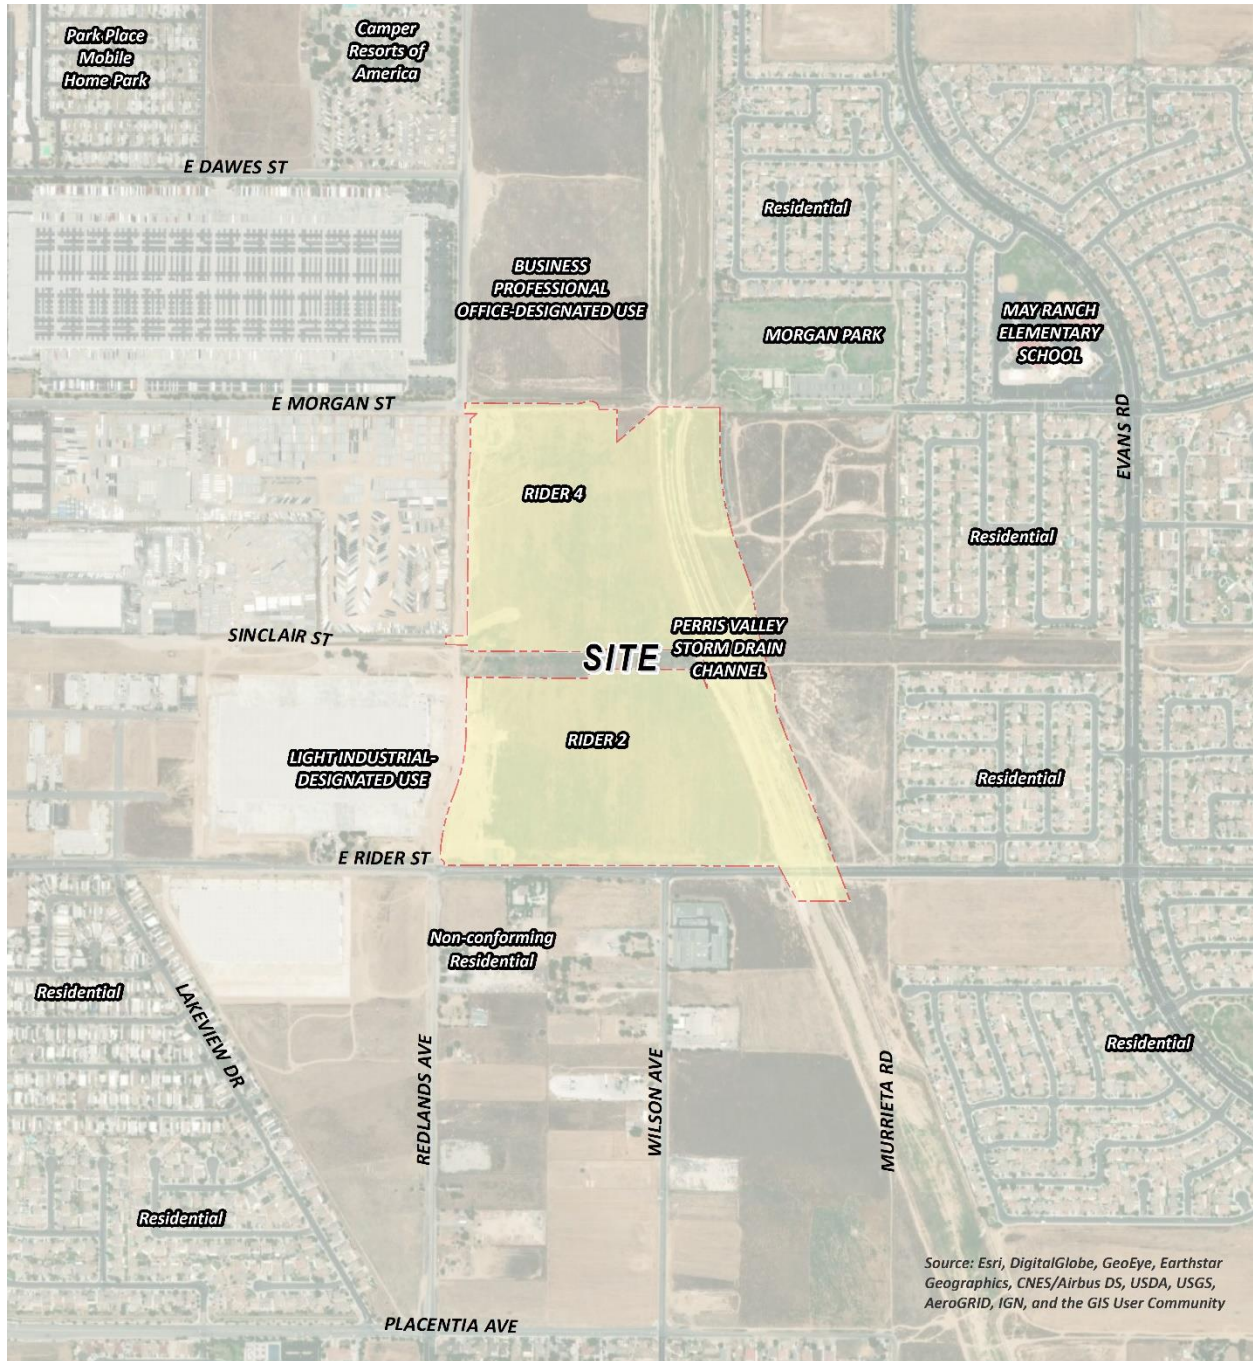 Park Place
Mobile
Home Park
Camper
Resorts of
America
E DAWES ST
Residential
BUSINESS
PROFESSIONAL
OFFICE-DESIGNATED USE
MORGAN PARK
MAY RANCH
ELEMENTARY
SCHOOL
E MORGAN ST
EVANS RD
RIDER 4
Residential
SINCLAIR ST
SITE
PERRIS VALLEY
STORM DRAIN
CHANNEL
RIDER 2
LIGHT INDUSTRIAL-
DESIGNATED USE
Residential
E RIDER ST
Non-conforming
Residential
Residential
LAKEVIEW DR
REDLANDS AVE
WILSON AVE
MURRIETA RD
Residential
Residential
Source: Esri, DigitalGlobe, GeoEye, Earthstar
Geographics, CNES/Airbus DS, USDA, USGS,
AeroGRID, IGN, and the GIS User Community
PLACENTIA AVE